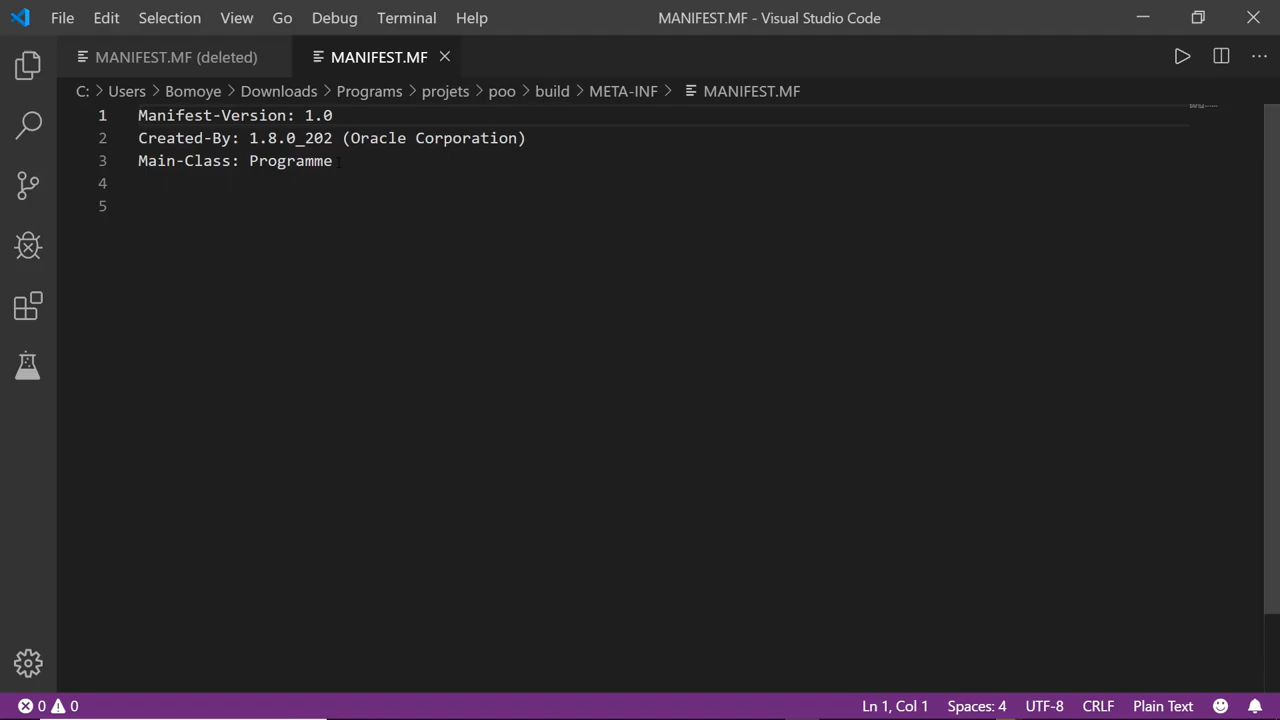 File Edit Selection View Go Debug Terminal Help MANIFEST.MF - Visual Studio Code
MANIFEST.MF (deleted) MANIFEST.MF
C: > Users > Bomoye > Downloads > Programs > projets > poo > build > META-INF > MANIFEST.MF
1 Manifest-Version: 1.0
2 Created-By: 1.8.0_202 (Oracle Corporation)
3 Main-Class: Programme
4
5
0 0 Ln 1, Col 1 Spaces: 4 UTF-8 CRLF Plain Text